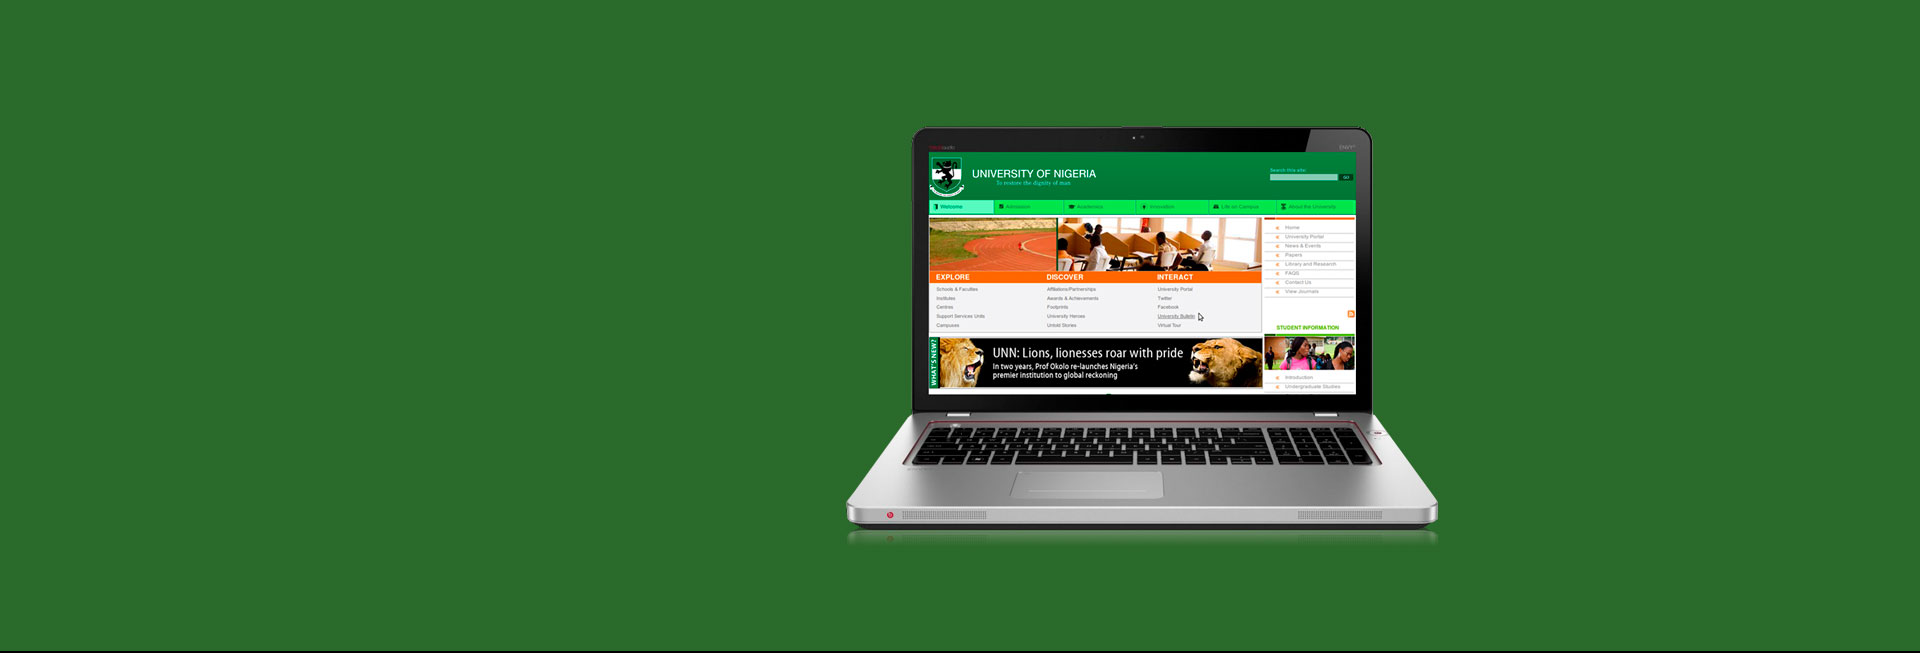 ENVY
UNIVERSITY OF NIGERIA
To restore the dignity of man
Search this site:
GO
Welcome
Admission
Academics
Innovation
Life on Campus
About the University
EXPLORE
Schools & Faculties
Institutes
Centres
Support Services Units
Campuses
DISCOVER
Affiliations/Partnerships
Awards & Achievements
Footprints
University Heroes
Untold Stories
INTERACT
University Portal
Twitter
Facebook
University Bulletin
Virtual Tour
Home
University Portal
News & Events
Papers
Library and Research
FAQS
Contact Us
View Journals
STUDENT INFORMATION
Introduction
Undergraduate Studies
WHAT'S NEW?
UNN: Lions, lionesses roar with pride
In two years, Prof Okolo re-launches Nigeria's
premier institution to global reckoning